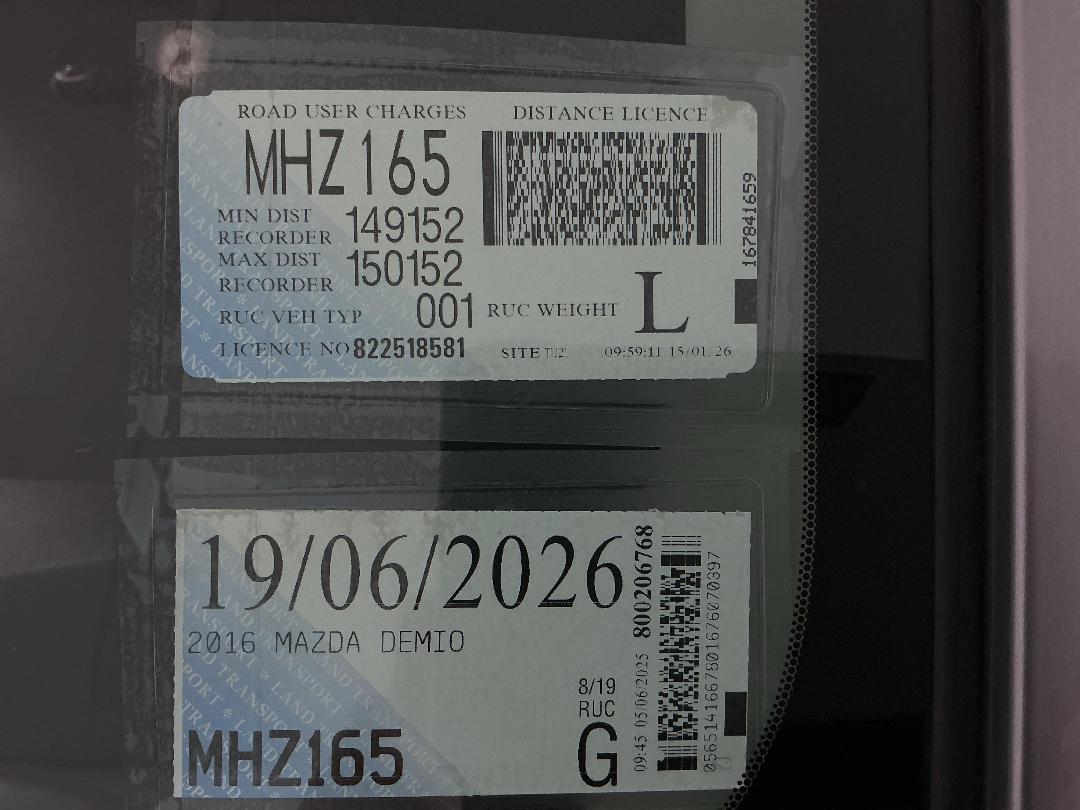 ROAD USER CHARGES DISTANCE LICENCE
MHZ165
MIN DIST RECORDER 149152
MAX DIST RECORDER 150152
RUC VEH TYP 001 RUC WEIGHT L
LICENCE NO 822518581 SITE 09:59:11 15/01/26
167841659
19/06/2026
2016 MAZDA DEMIO
8/19
RUC
G
MHZ165
09:45 05/06/2025 800206768